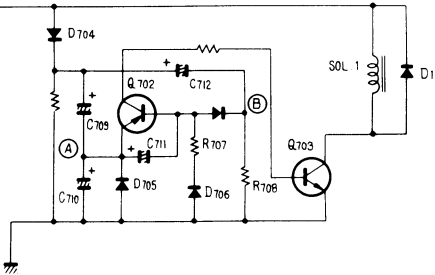 D704
SOL. 1
+
Q702
C712
D1
+
C709
B
R707
Q703
A
+
C711
+
C710
D705
D706
R708